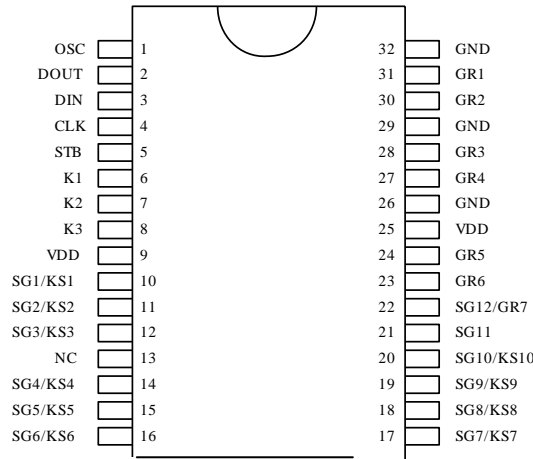 OSC 1 32 GND
DOUT 2 31 GR1
DIN 3 30 GR2
CLK 4 29 GND
STB 5 28 GR3
K1 6 27 GR4
K2 7 26 GND
K3 8 25 VDD
VDD 9 24 GR5
SG1/KS1 10 23 GR6
SG2/KS2 11 22 SG12/GR7
SG3/KS3 12 21 SG11
NC 13 20 SG10/KS10
SG4/KS4 14 19 SG9/KS9
SG5/KS5 15 18 SG8/KS8
SG6/KS6 16 17 SG7/KS7